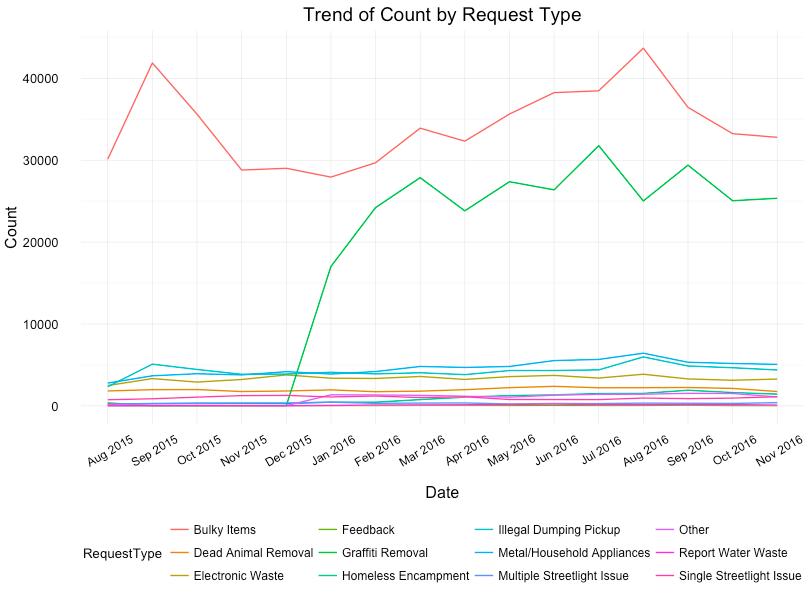 Trend of Count by Request Type
Count
40000
30000
20000
10000
0
Aug 2015 Sep 2015 Oct 2015 Nov 2015 Dec 2015 Jan 2016 Feb 2016 Mar 2016 Apr 2016 May 2016 Jun 2016 Jul 2016 Aug 2016 Sep 2016 Oct 2016 Nov 2016
Date
RequestType
Bulky Items Feedback Illegal Dumping Pickup Other
Dead Animal Removal Graffiti Removal Metal/Household Appliances Report Water Waste
Electronic Waste Homeless Encampment Multiple Streetlight Issue Single Streetlight Issue